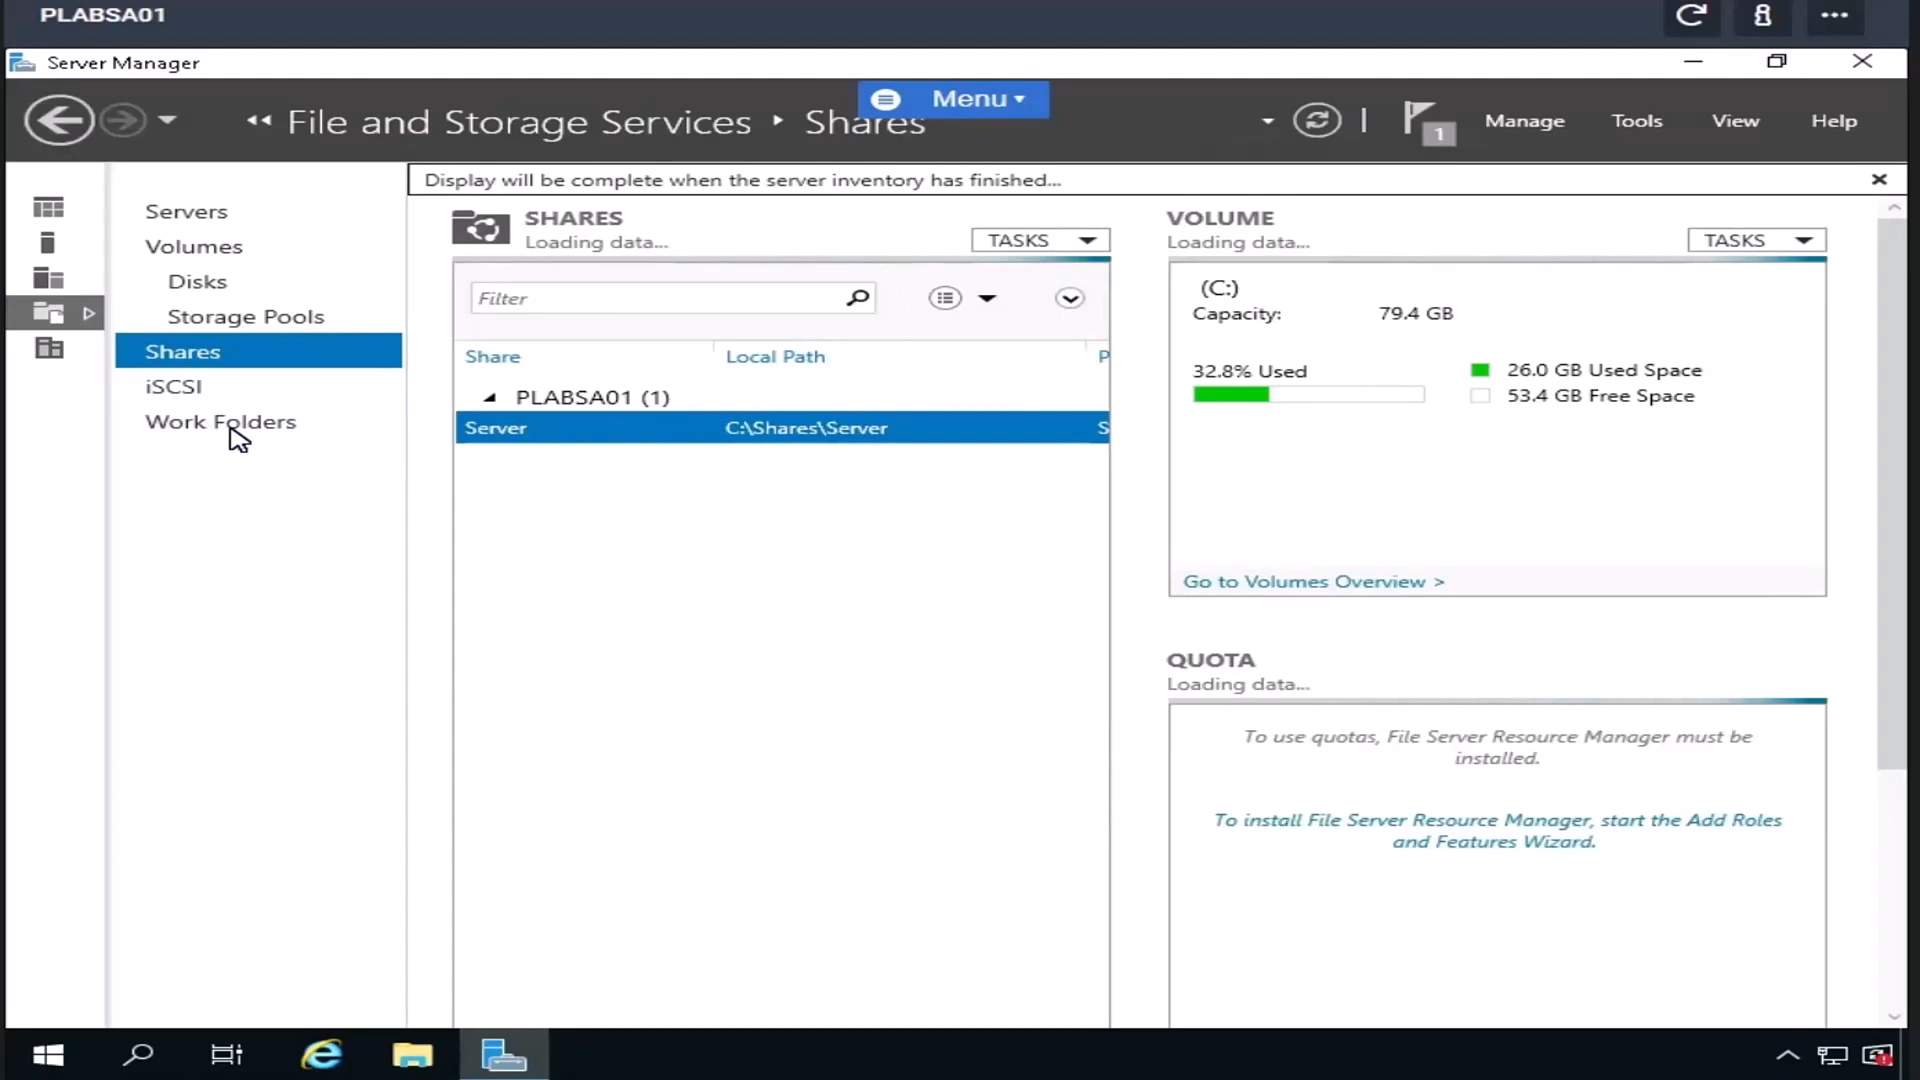 PLABSA01
Server Manager
File and Storage Services
Shares
Menu
1
Manage
Tools
View
Help
Servers
Volumes
Disks
Storage Pools
Shares
iSCSI
Work Folders
Display will be complete when the server inventory has finished...
SHARES
Loading data...
TASKS
Filter
Share
Local Path
P
PLABSA01 (1)
Server
C:\Shares\Server
S
VOLUME
Loading data...
TASKS
(C:)
Capacity:
79.4 GB
32.8% Used
26.0 GB Used Space
53.4 GB Free Space
Go to Volumes Overview >
QUOTA
Loading data...
To use quotas, File Server Resource Manager must be
installed.
To install File Server Resource Manager, start the Add Roles
and Features Wizard.